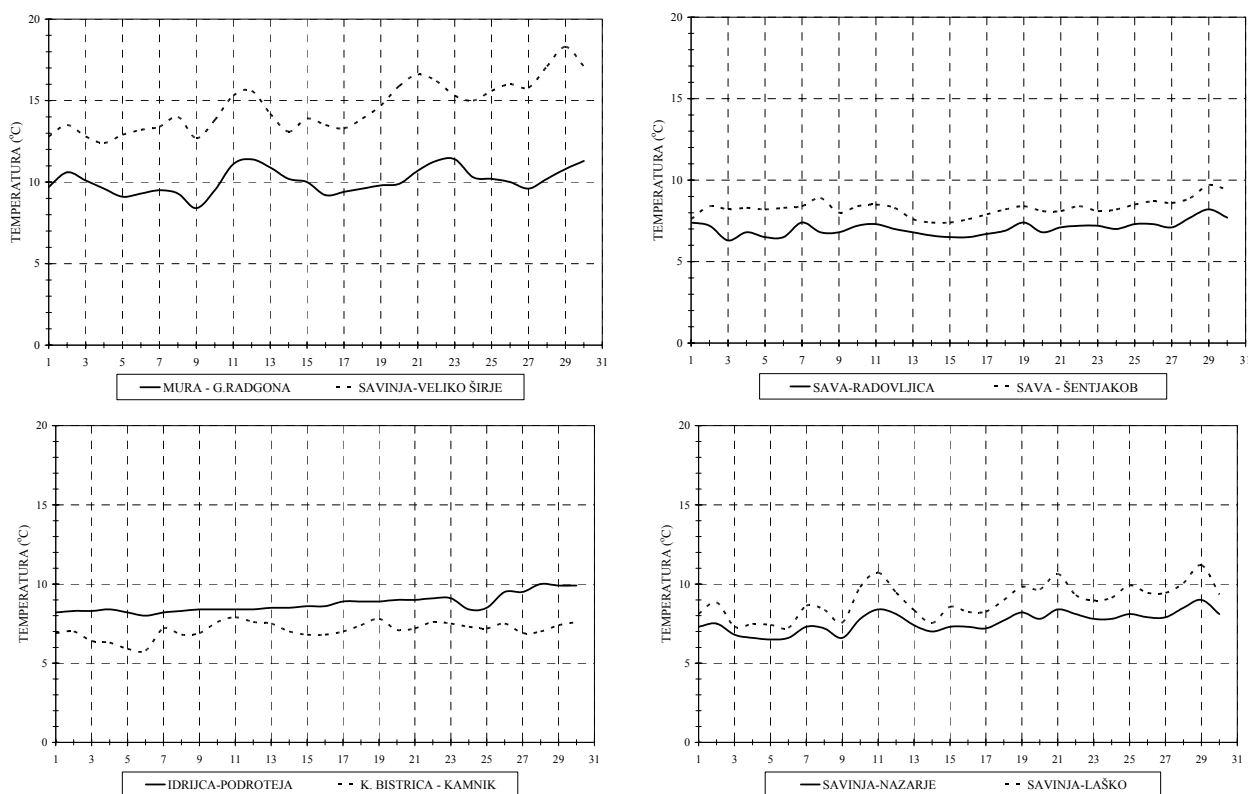 20
15
10
5
0
TEMPERATURA (°C)
1 3 5 7 9 11 13 15 17 19 21 23 25 27 29 31
MURA - G.RADGONA SAVINJA-VELIKO ŠIRJE
20
15
10
5
0
TEMPERATURA (°C)
1 3 5 7 9 11 13 15 17 19 21 23 25 27 29 31
SAVA-RADOVLJICA SAVA - ŠENTJAKOB
20
15
10
5
0
TEMPERATURA (°C)
1 3 5 7 9 11 13 15 17 19 21 23 25 27 29 31
IDRIJCA-PODROTEJA K. BISTRICA - KAMNIK
20
15
10
5
0
TEMPERATURA (°C)
1 3 5 7 9 11 13 15 17 19 21 23 25 27 29 31
SAVINJA-NAZARJE SAVINJA-LAŠKO